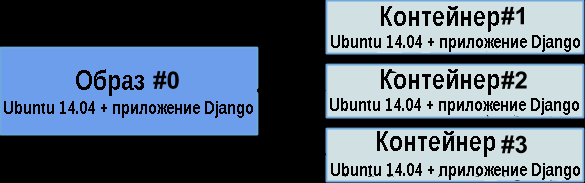 Образ #0
Ubuntu 14.04 + приложение Django
Контейнер#1
Ubuntu 14.04 + приложение Django
Контейнер#2
Ubuntu 14.04 + приложение Django
Контейнер #3
Ubuntu 14.04 + приложение Django